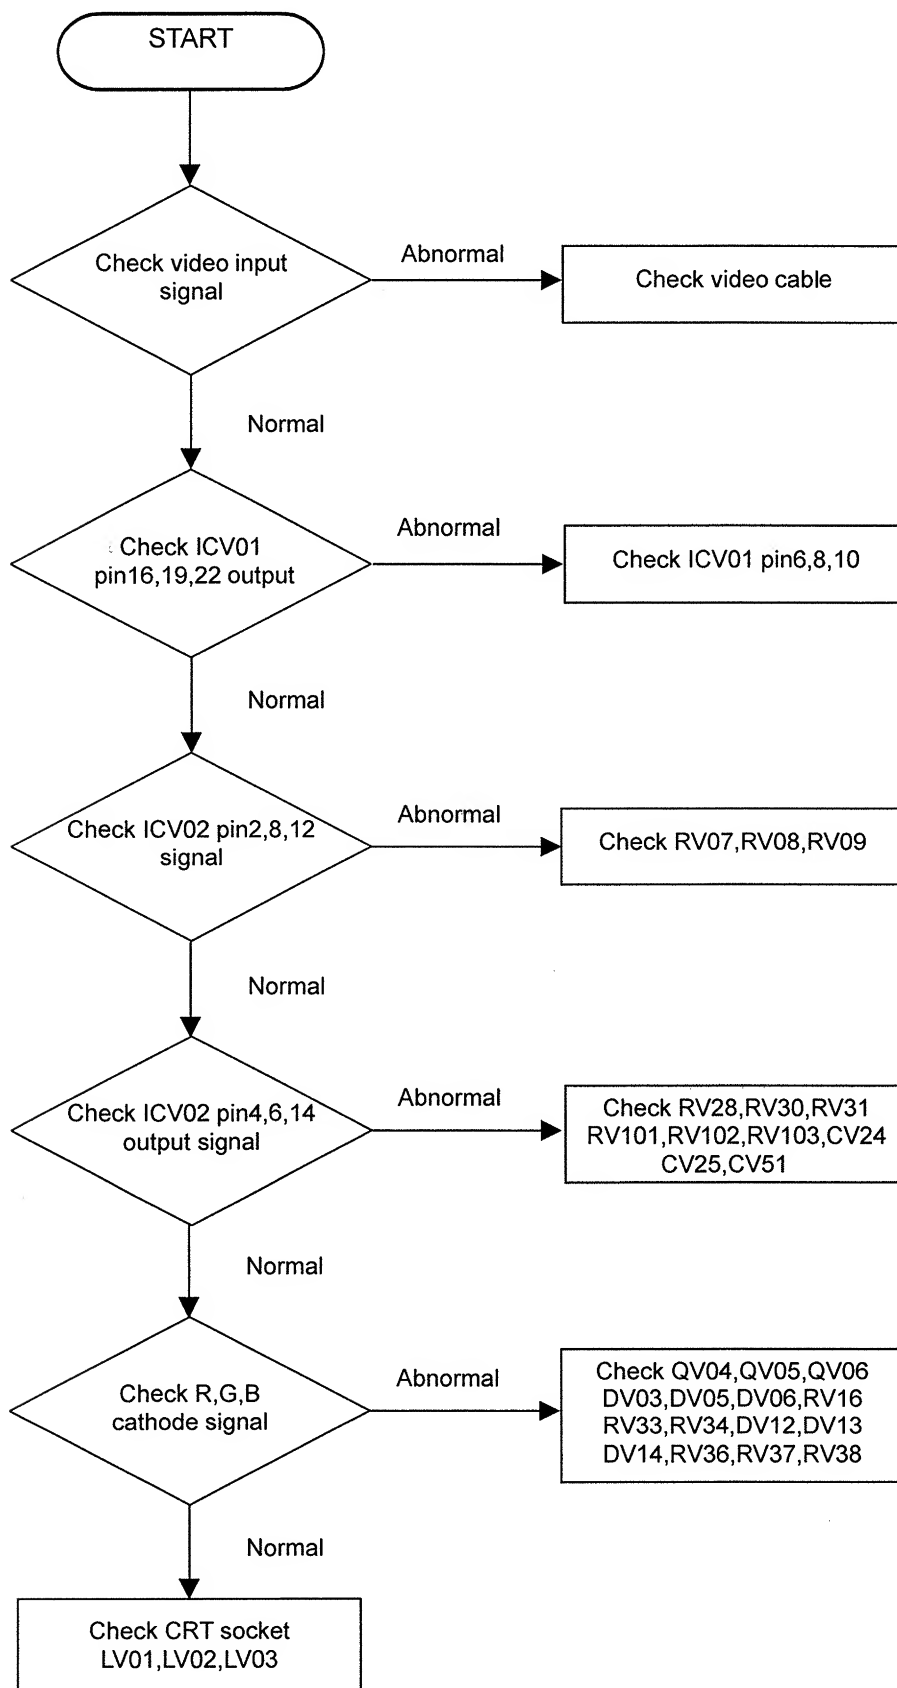 START
Check video input
signal
Abnormal
Check video cable
Normal
Check ICV01
pin16,19,22 output
Abnormal
Check ICV01 pin6,8,10
Normal
Check ICV02 pin2,8,12
signal
Abnormal
Check RV07,RV08,RV09
Normal
Check ICV02 pin4,6,14
output signal
Abnormal
Check RV28,RV30,RV31
RV101,RV102,RV103,CV24
CV25,CV51
Normal
Check R,G,B
cathode signal
Abnormal
Check QV04,QV05,QV06
DV03,DV05,DV06,RV16
RV33,RV34,DV12,DV13
DV14,RV36,RV37,RV38
Normal
Check CRT socket
LV01,LV02,LV03